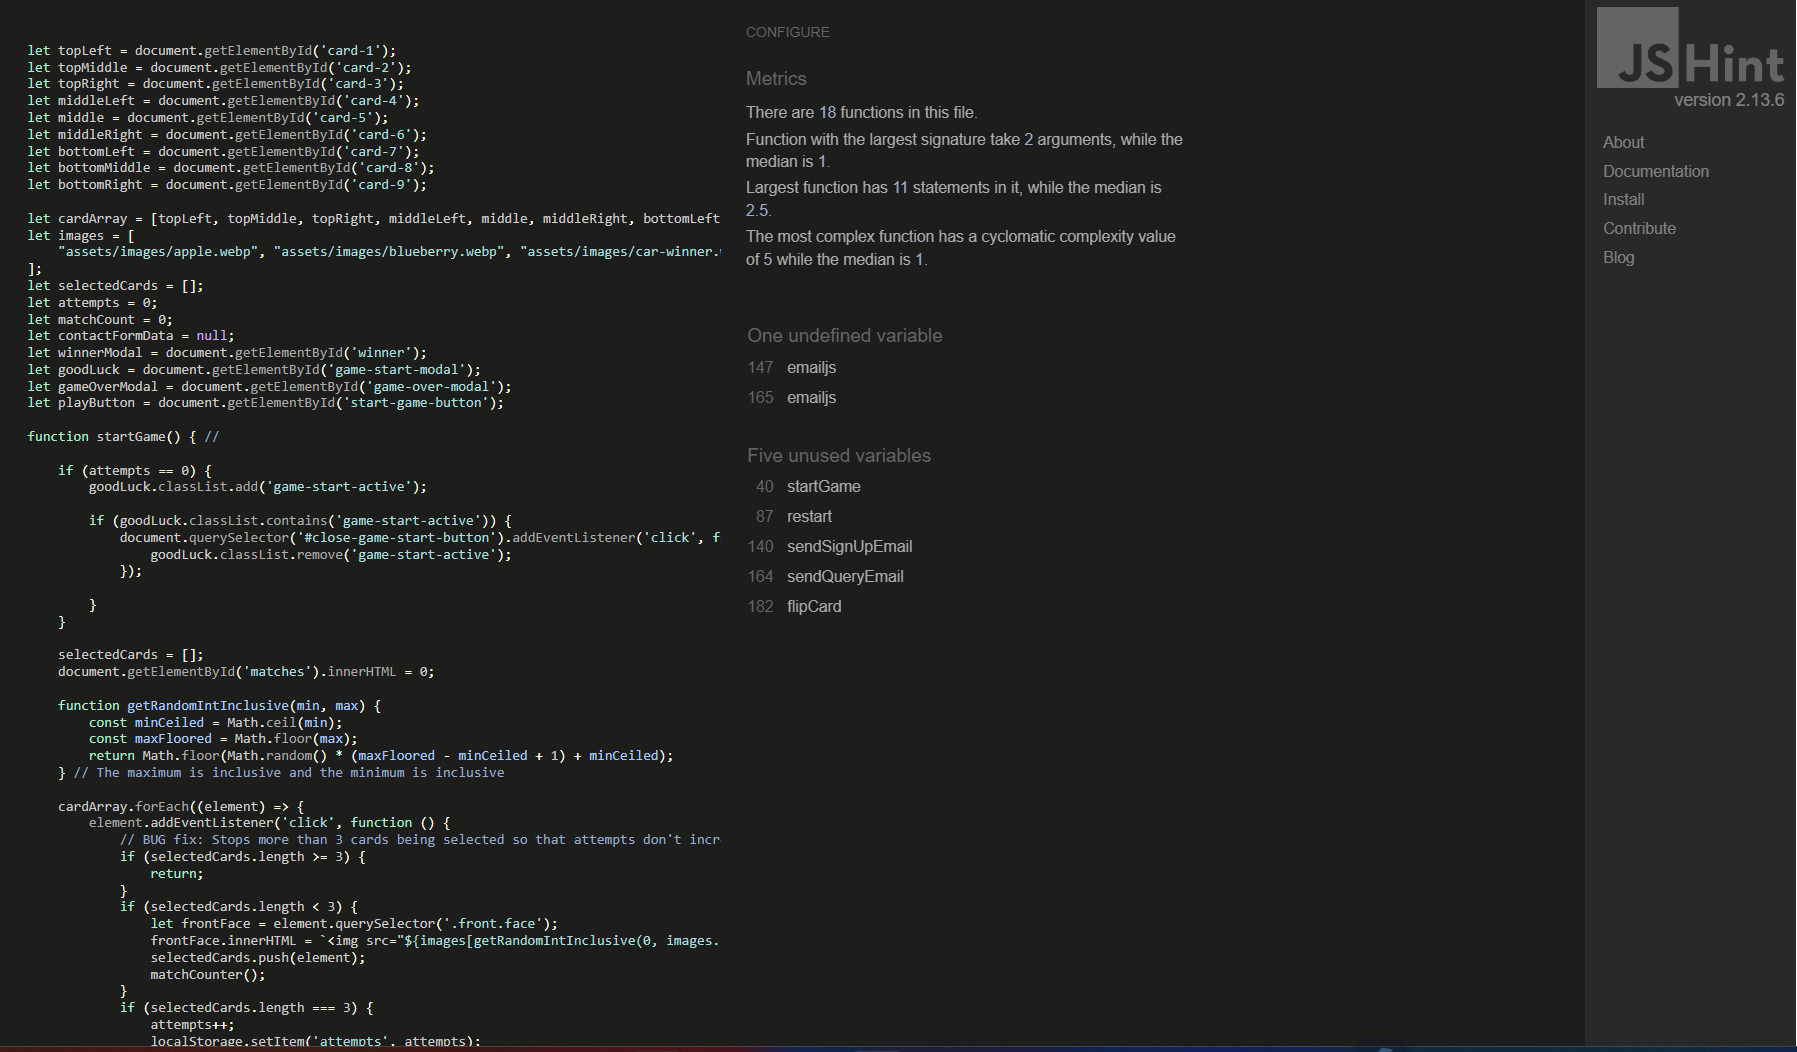 let topLeft = document.getElementById('card-1');
let topMiddle = document.getElementById('card-2');
let topRight = document.getElementById('card-3');
let middleLeft = document.getElementById('card-4');
let middle = document.getElementById('card-5');
let middleRight = document.getElementById('card-6');
let bottomLeft = document.getElementById('card-7');
let bottomMiddle = document.getElementById('card-8');
let bottomRight = document.getElementById('card-9');
let cardArray = [topLeft, topMiddle, topRight, middleLeft, middle, middleRight, bottomLeft
let images = [
"assets/images/apple.webp", "assets/images/blueberry.webp", "assets/images/car-winner.
];
let selectedCards = [];
let attempts = 0;
let matchCount = 0;
let contactFormData = null;
let winnerModal = document.getElementById('winner');
let goodLuck = document.getElementById('game-start-modal');
let gameOverModal = document.getElementById('game-over-modal');
let playButton = document.getElementById('start-game-button');
function startGame() { //
if (attempts == 0) {
goodLuck.classList.add('game-start-active');
if (goodLuck.classList.contains('game-start-active')) {
document.querySelector('#close-game-start-button').addEventListener('click', f
goodLuck.classList.remove('game-start-active');
});
}
}
selectedCards = [];
document.getElementById('matches').innerHTML = 0;
function getRandomIntInclusive(min, max) {
const minCeiled = Math.ceil(min);
const maxFloored = Math.floor(max);
return Math.floor(Math.random() * (maxFloored - minCeiled + 1) + minCeiled);
} // The maximum is inclusive and the minimum is inclusive
cardArray.forEach((element) => {
element.addEventListener('click', function () {
// BUG fix: Stops more than 3 cards being selected so that attempts don't incr
if (selectedCards.length >= 3) {
return;
}
if (selectedCards.length < 3) {
let frontFace = element.querySelector('.front.face');
frontFace.innerHTML = `<img src="${images[getRandomIntInclusive(0, images.
selectedCards.push(element);
matchCounter();
}
if (selectedCards.length === 3) {
attempts++;
localStorage.setItem('attempts', attempts);
CONFIGURE
Metrics
There are 18 functions in this file.
Function with the largest signature take 2 arguments, while the
median is 1.
Largest function has 11 statements in it, while the median is
2.5.
The most complex function has a cyclomatic complexity value
of 5 while the median is 1.
One undefined variable
147 emailjs
165 emailjs
Five unused variables
40 startGame
87 restart
140 sendSignUpEmail
164 sendQueryEmail
182 flipCard
JSHint
version 2.13.6
About
Documentation
Install
Contribute
Blog